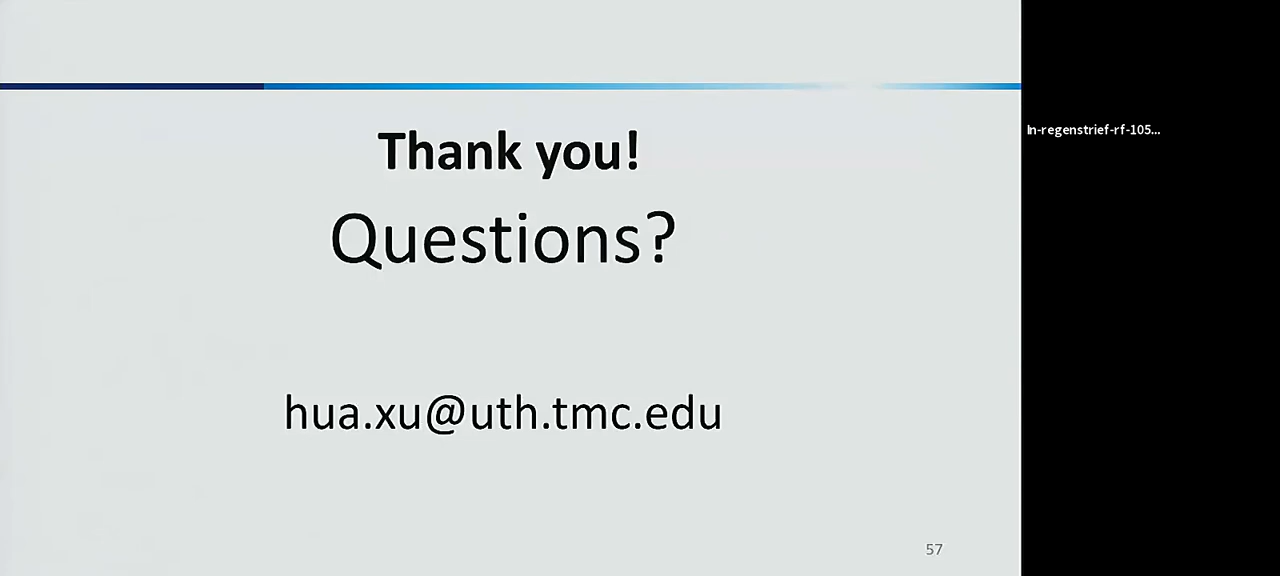 Thank you!
Questions?
hua.xu@uth.tmc.edu
57
In-regenstrief-rf-105...